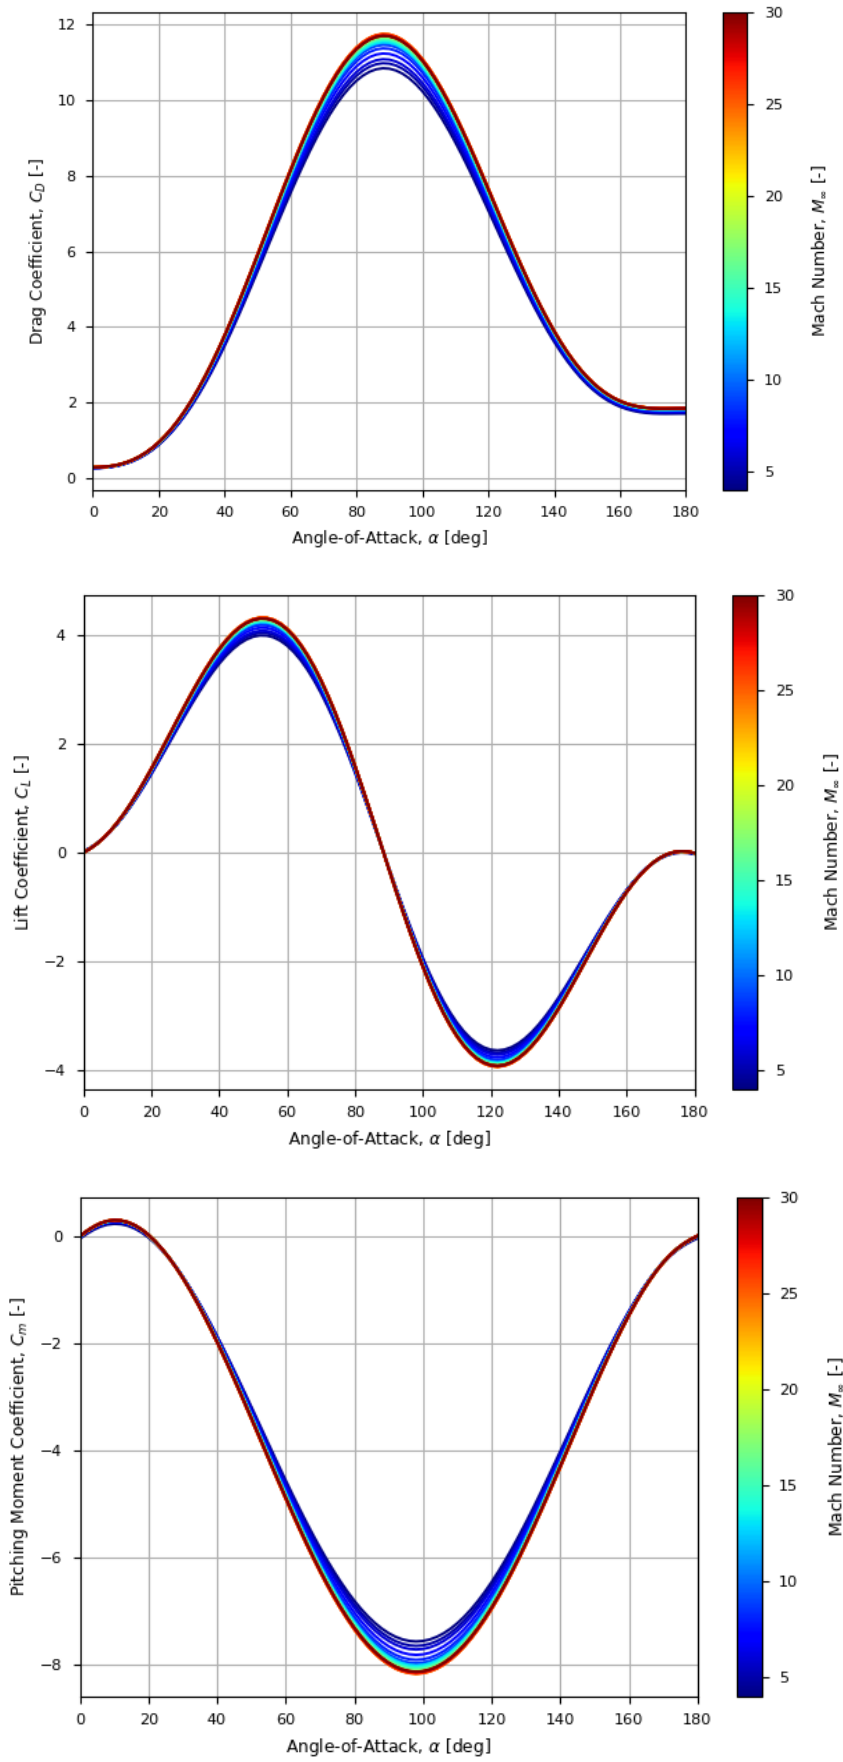 12
10
8
6
4
2
0
Drag Coefficient, C_D [-]
0 20 40 60 80 100 120 140 160 180
Angle-of-Attack, α [deg]
30
25
20
15
10
5
Mach Number, M_∞ [-]
4
2
0
−2
−4
Lift Coefficient, C_L [-]
0 20 40 60 80 100 120 140 160 180
Angle-of-Attack, α [deg]
30
25
20
15
10
5
Mach Number, M_∞ [-]
0
−2
−4
−6
−8
Pitching Moment Coefficient, C_m [-]
0 20 40 60 80 100 120 140 160 180
Angle-of-Attack, α [deg]
30
25
20
15
10
5
Mach Number, M_∞ [-]